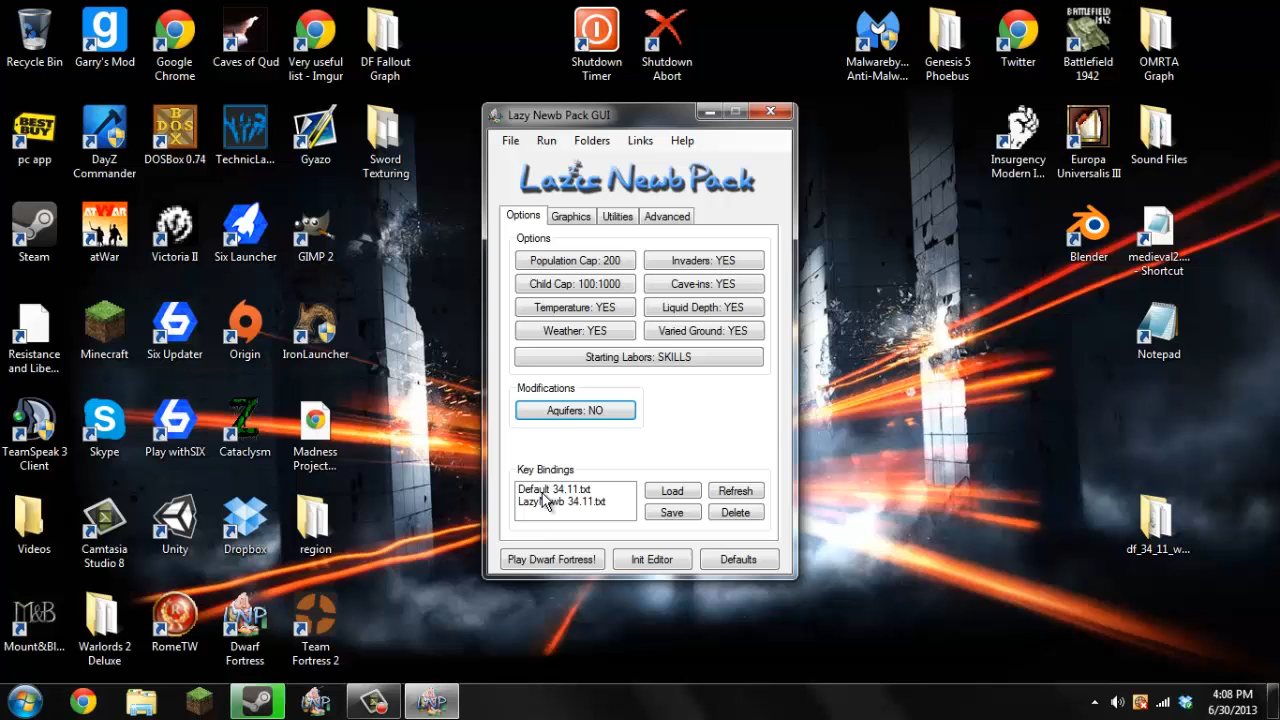 Recycle Bin
Garry's Mod
Google Chrome
Caves of Qud
Very useful list - Imgur
DF Fallout Graph
Shutdown Timer
Shutdown Abort
Malwareby... Anti-Malw...
Genesis 5 Phoebus
Twitter
Battlefield 1942
OMRTA Graph
pc app
DayZ Commander
DOSBox 0.74
TechnicLa...
Gyazo
Sword Texturing
Insurgency Modern I...
Europa Universalis III
Sound Files
Steam
atWar
Victoria II
Six Launcher
GIMP 2
Blender
medieval2.... - Shortcut
Resistance and Libe...
Minecraft
Six Updater
Origin
IronLauncher
Notepad
TeamSpeak 3 Client
Skype
Play withSIX
Cataclysm
Madness Project...
Videos
Camtasia Studio 8
Unity
Dropbox
region
df_34_11_w...
Mount&Bl...
Warlords 2 Deluxe
RomeTW
Dwarf Fortress
Team Fortress 2
Lazy Newb Pack GUI
File Run Folders Links Help
Lazy Newb Pack
Options Graphics Utilities Advanced
Options
Population Cap: 200
Invaders: YES
Child Cap: 100:1000
Cave-ins: YES
Temperature: YES
Liquid Depth: YES
Weather: YES
Varied Ground: YES
Starting Labors: SKILLS
Modifications
Aquifers: NO
Key Bindings
Default 34.11.txt
34.11.txt
Load
Refresh
Save
Delete
Play Dwarf Fortress!
Init Editor
Defaults
4:08 PM
6/30/2013